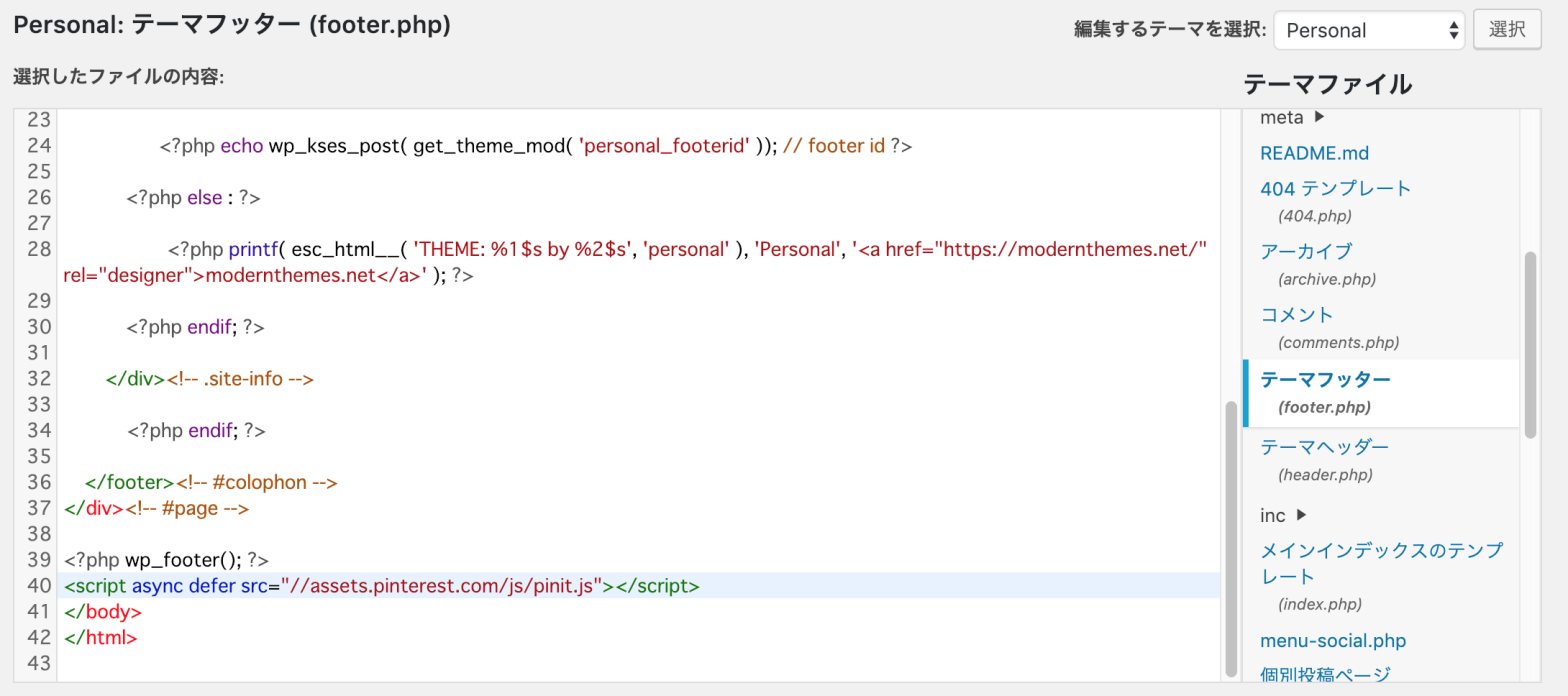 Personal: テーマフッター (footer.php)
編集するテーマを選択: Personal 選択
選択したファイルの内容:
テーマファイル
23
24 <?php echo wp_kses_post( get_theme_mod( 'personal_footerid' )); // footer id ?>
25
26 <?php else : ?>
27
28 <?php printf( esc_html__( 'THEME: %1$s by %2$s', 'personal' ), 'Personal', '<a href="https://modernthemes.net/"
rel="designer">modernthemes.net</a>' ); ?>
29
30 <?php endif; ?>
31
32 </div><!-- .site-info -->
33
34 <?php endif; ?>
35
36 </footer><!-- #colophon -->
37 </div><!-- #page -->
38
39 <?php wp_footer(); ?>
40 <script async defer src="//assets.pinterest.com/js/pinit.js"></script>
41 </body>
42 </html>
43
meta
README.md
404 テンプレート
(404.php)
アーカイブ
(archive.php)
コメント
(comments.php)
テーマフッター
(footer.php)
テーマヘッダー
(header.php)
inc
メインインデックスのテンプ
レート
(index.php)
menu-social.php
個別投稿ページ